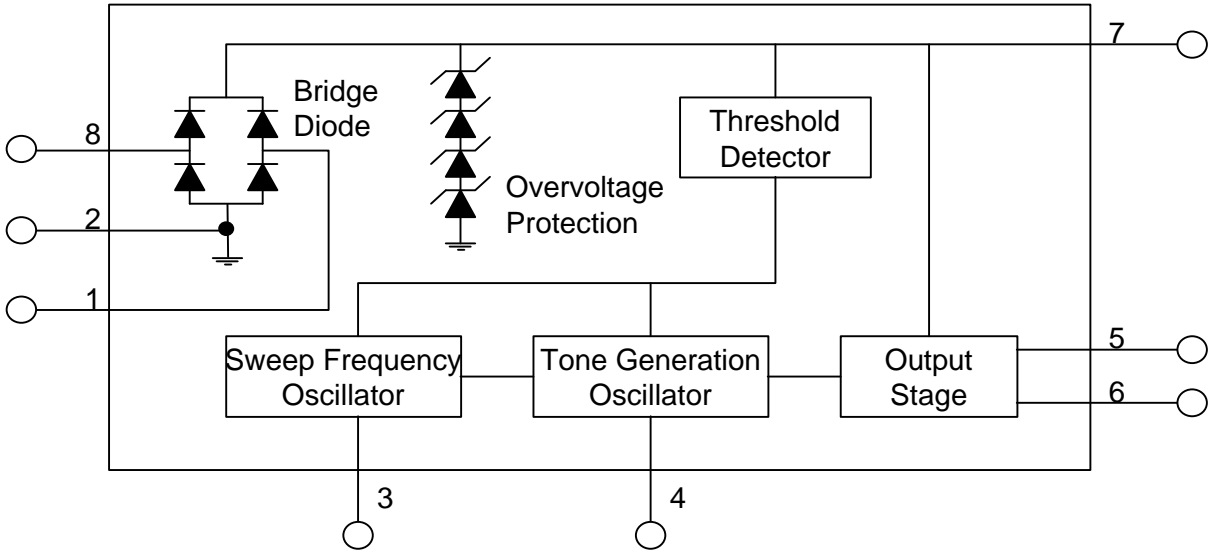 7
Bridge
Diode
Threshold
Detector
8
Overvoltage
Protection
2
1
Sweep Frequency
Oscillator
Tone Generation
Oscillator
Output
Stage
5
6
3
4